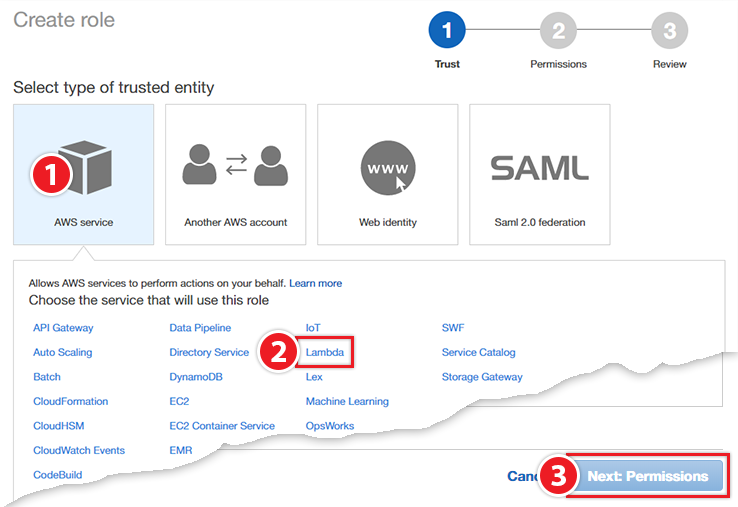 Create role
1 2 3
Trust Permissions Review
Select type of trusted entity
1
www
SAML
AWS service Another AWS account Web identity Saml 2.0 federation
Allows AWS services to perform actions on your behalf. Learn more
Choose the service that will use this role
API Gateway Data Pipeline IoT SWF
Auto Scaling Directory Service 2 Lambda Service Catalog
Batch DynamoDB Lex Storage Gateway
CloudFormation EC2 Machine Learning
CloudHSM EC2 Container Service OpsWorks
CloudWatch Events EMR
CodeBuild
3 Next: Permissions